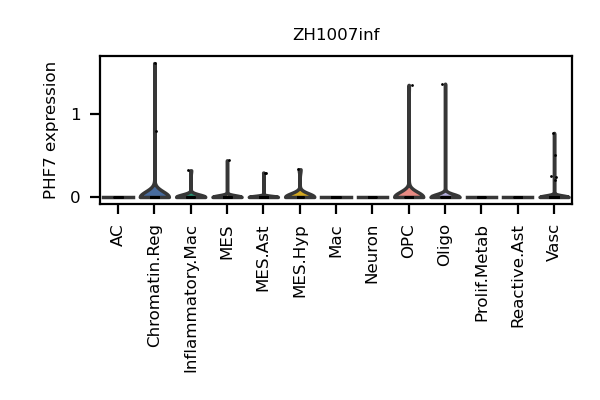 ZH1007inf
PHF7 expression
1
0
AC
Chromatin.Reg
Inflammatory.Mac
MES
MES.Ast
MES.Hyp
Mac
Neuron
OPC
Oligo
Prolif.Metab
Reactive.Ast
Vasc